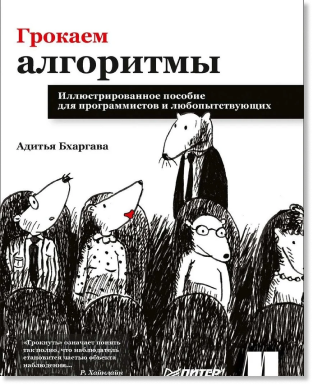 Грокаем
алгоритмы
Иллюстрированное пособие
для программистов и любопытствующих
Адитья Бхаргава
«Грокнуть» означает понять
так полно, что наблюдатель
становится частью объекта
наблюдения...
Р. Хайнлайн
ПИТЕР